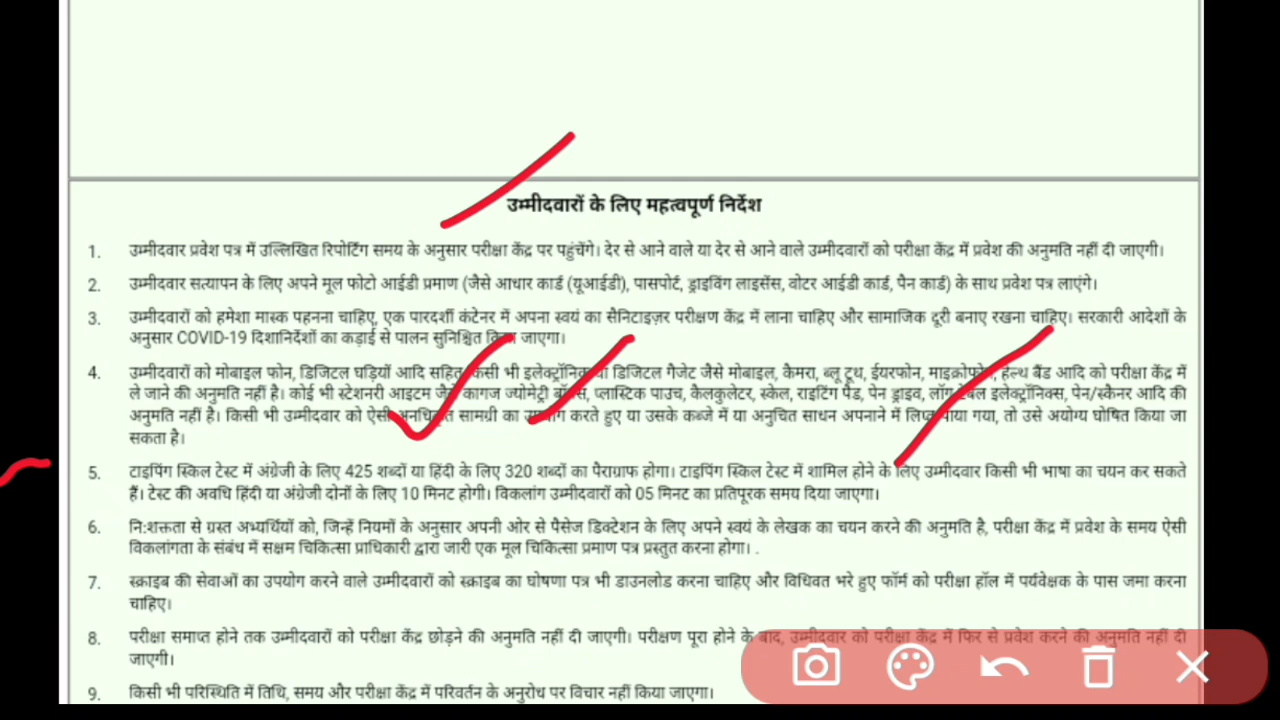 उम्मीदवारों के लिए महत्वपूर्ण निर्देश
1. उम्मीदवार प्रवेश पत्र में उल्लिखित रिपोर्टिंग समय के अनुसार परीक्षा केंद्र पर पहुंचेंगे। देर से आने वाले या देर से आने वाले उम्मीदवारों को परीक्षा केंद्र में प्रवेश की अनुमति नहीं दी जाएगी।
2. उम्मीदवार सत्यापन के लिए अपने मूल फोटो आईडी प्रमाण (जैसे आधार कार्ड (यूआईडी), पासपोर्ट, ड्राइविंग लाइसेंस, वोटर आईडी कार्ड, पैन कार्ड) के साथ प्रवेश पत्र लाएंगे।
3. उम्मीदवारों को हमेशा मास्क पहनना चाहिए, एक पारदर्शी कंटेनर में अपना स्वयं का सैनिटाइज़र परीक्षण केंद्र में लाना चाहिए और सामाजिक दूरी बनाए रखना चाहिए। सरकारी आदेशों के
अनुसार COVID-19 दिशानिर्देशों का कड़ाई से पालन सुनिश्चित किया जाएगा।
4. उम्मीदवारों को मोबाइल फोन, डिजिटल घड़ियों आदि सहित किसी भी इलेक्ट्रॉनिक या डिजिटल गैजेट जैसे मोबाइल, कैमरा, ब्लू टूथ, ईयरफोन, माइक्रोफोन, हेल्थ बैंड आदि को परीक्षा केंद्र में
ले जाने की अनुमति नहीं है। कोई भी स्टेशनरी आइटम जैसे कागज ज्योमेट्री बॉक्स, प्लास्टिक पाउच, कैलकुलेटर, स्केल, राइटिंग पैड, पेन ड्राइव, लॉग टेबल इलेक्ट्रॉनिक्स, पेन/स्कैनर आदि की
अनुमति नहीं है। किसी भी उम्मीदवार को ऐसी अनधिकृत सामग्री का उपयोग करते हुए या उसके कब्जे में या अनुचित साधन अपनाने में लिप्त पाया गया, तो उसे अयोग्य घोषित किया जा
सकता है।
5. टाइपिंग स्किल टेस्ट में अंग्रेजी के लिए 425 शब्दों या हिंदी के लिए 320 शब्दों का पैराग्राफ होगा। टाइपिंग स्किल टेस्ट में शामिल होने के लिए उम्मीदवार किसी भी भाषा का चयन कर सकते
हैं। टेस्ट की अवधि हिंदी या अंग्रेजी दोनों के लिए 10 मिनट होगी। विकलांग उम्मीदवारों को 05 मिनट का प्रतिपूरक समय दिया जाएगा।
6. नि:शक्तता से ग्रस्त अभ्यर्थियों को, जिन्हें नियमों के अनुसार अपनी ओर से पैसेज डिक्टेशन के लिए अपने स्वयं के लेखक का चयन करने की अनुमति है, परीक्षा केंद्र में प्रवेश के समय ऐसी
विकलांगता के संबंध में सक्षम चिकित्सा प्राधिकारी द्वारा जारी एक मूल चिकित्सा प्रमाण पत्र प्रस्तुत करना होगा। .
7. स्क्राइब की सेवाओं का उपयोग करने वाले उम्मीदवारों को स्क्राइब का घोषणा पत्र भी डाउनलोड करना चाहिए और विधिवत भरे हुए फॉर्म को परीक्षा हॉल में पर्यवेक्षक के पास जमा करना
चाहिए।
8. परीक्षा समाप्त होने तक उम्मीदवारों को परीक्षा केंद्र छोड़ने की अनुमति नहीं दी जाएगी। परीक्षण पूरा होने के बाद, उम्मीदवार को परीक्षा केंद्र में फिर से प्रवेश करने की अनुमति नहीं दी
जाएगी।
9. किसी भी परिस्थिति में तिथि, समय और परीक्षा केंद्र में परिवर्तन के अनुरोध पर विचार नहीं किया जाएगा।